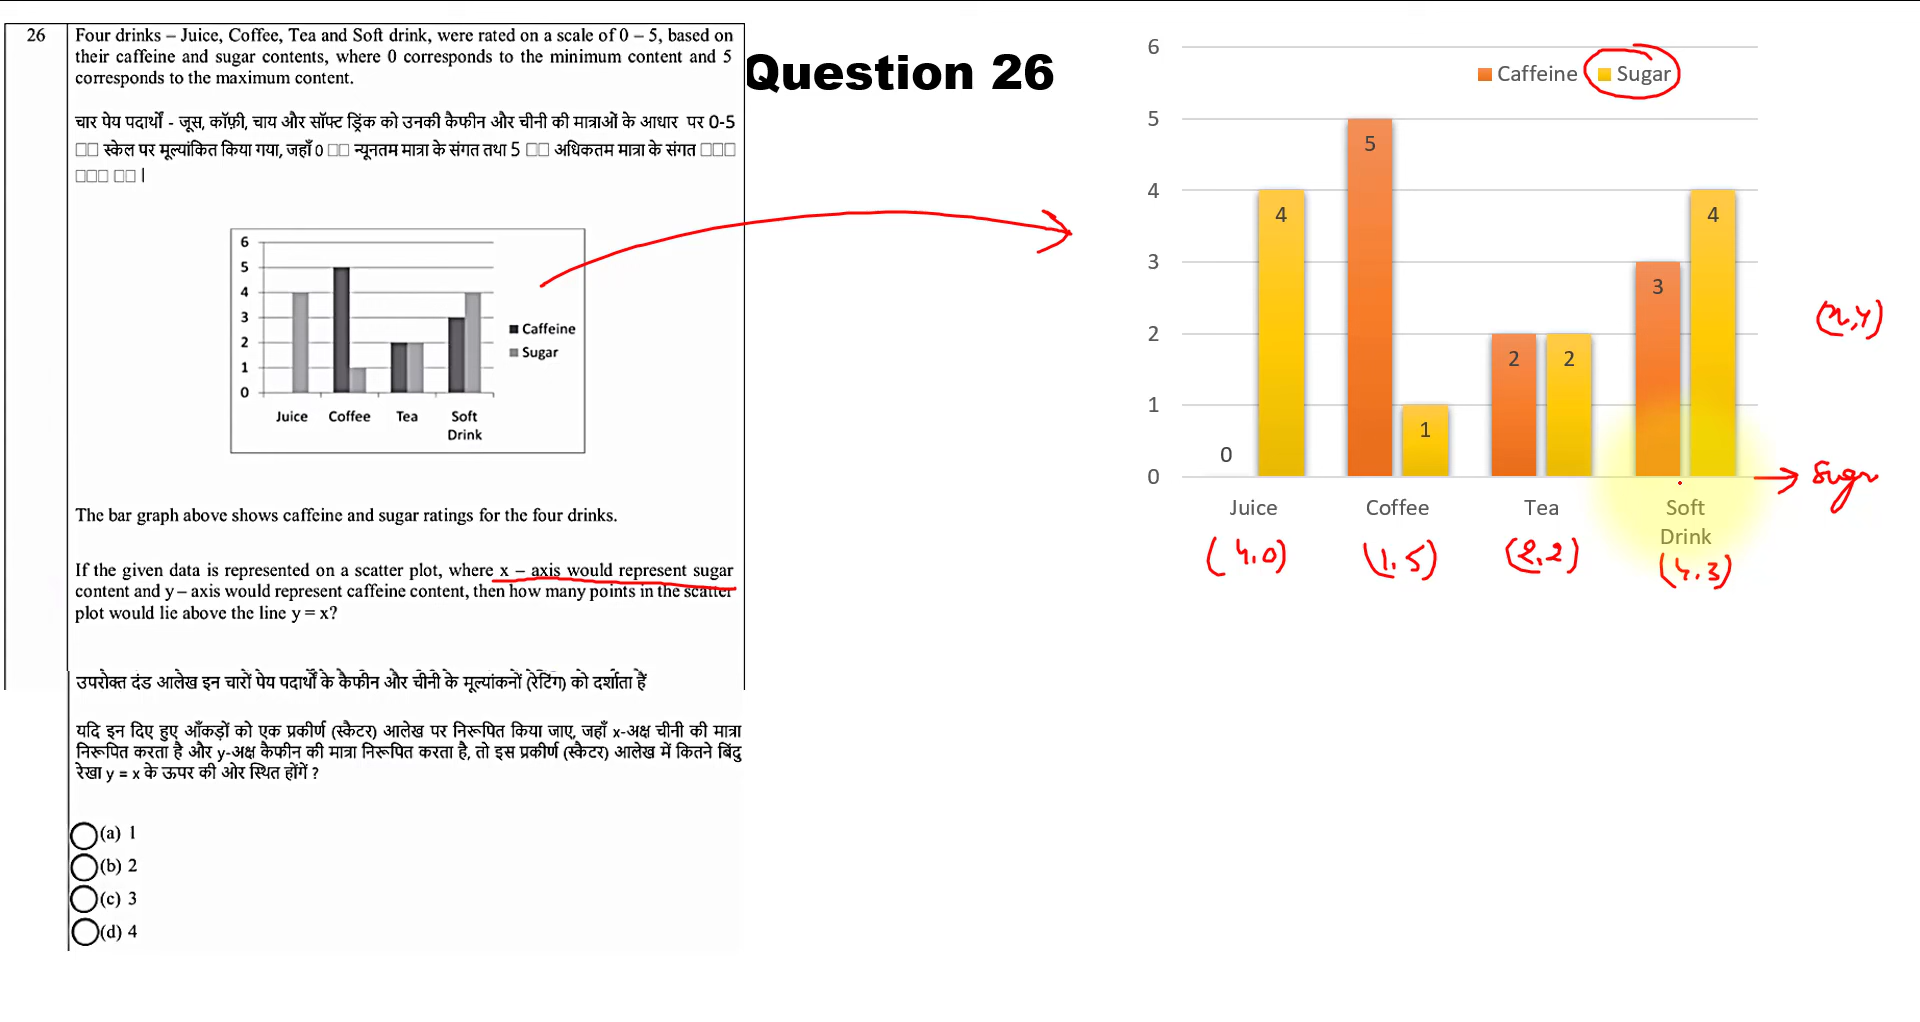 26
Four drinks – Juice, Coffee, Tea and Soft drink, were rated on a scale of 0 – 5, based on
their caffeine and sugar contents, where 0 corresponds to the minimum content and 5
corresponds to the maximum content.
चार पेय पदार्थों - जूस, कॉफ़ी, चाय और सॉफ्ट ड्रिंक को उनकी कैफीन और चीनी की मात्राओं के आधार पर 0-5
□□ स्केल पर मूल्यांकित किया गया, जहाँ 0 □□ न्यूनतम मात्रा के संगत तथा 5 □□ अधिकतम मात्रा के संगत □□□
□□□ □□ |
6
5
4
3
2
1
0
Juice Coffee Tea Soft
Drink
Caffeine
Sugar
The bar graph above shows caffeine and sugar ratings for the four drinks.
If the given data is represented on a scatter plot, where x – axis would represent sugar
content and y – axis would represent caffeine content, then how many points in the scatter
plot would lie above the line y = x?
उपरोक्त दंड आलेख इन चारों पेय पदार्थों के कैफीन और चीनी के मूल्यांकनों (रेटिंग) को दर्शाता हैं
यदि इन दिए हुए आँकड़ों को एक प्रकीर्ण (स्कैटर) आलेख पर निरूपित किया जाए, जहाँ x-अक्ष चीनी की मात्रा
निरूपित करता है और y-अक्ष कैफीन की मात्रा निरूपित करता है, तो इस प्रकीर्ण (स्कैटर) आलेख में कितने बिंदु
रेखा y = x के ऊपर की ओर स्थित होंगें ?
(a) 1
(b) 2
(c) 3
(d) 4
Question 26
6
Caffeine Sugar
5
5
4
4 4
3
3
2
2 2
1
1
0
0
Juice Coffee Tea Soft
Drink
(x,y)
(4,0) (1,5) (2,2) (4,3)